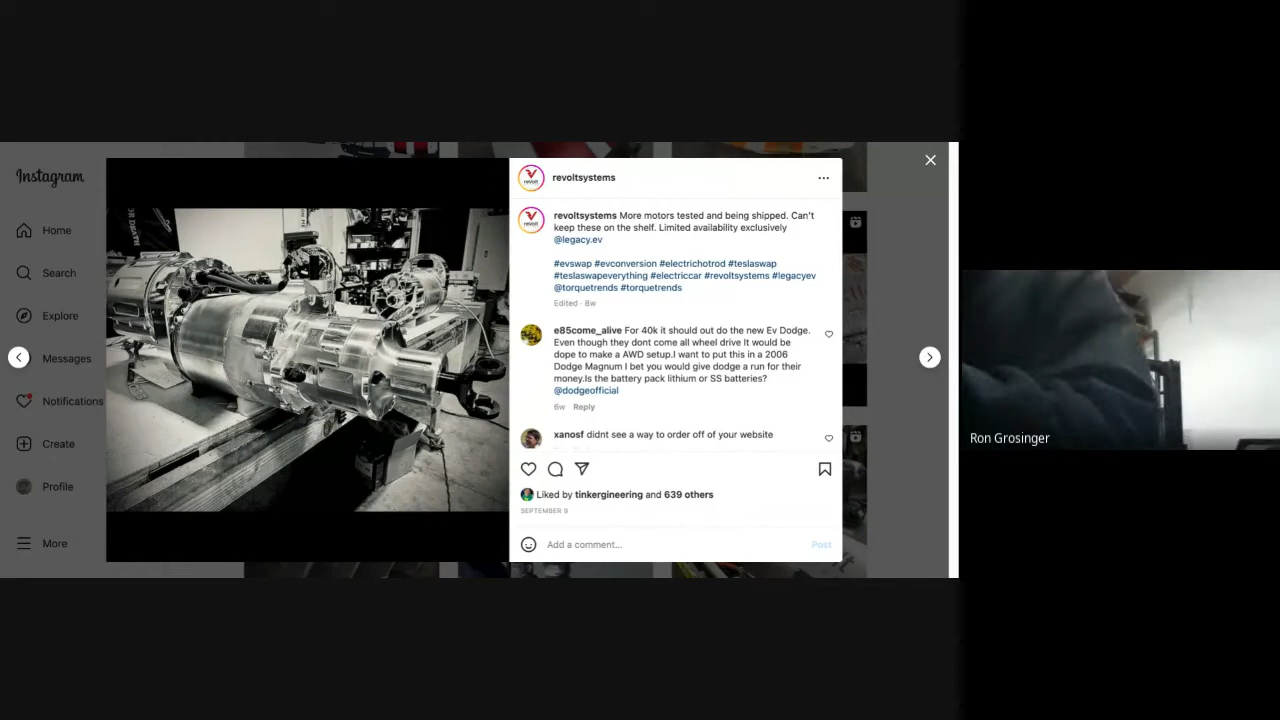 Instagram
Home
Search
Explore
Messages
Notifications
Create
Profile
More
revoltsystems
revoltsystems More motors tested and being shipped. Can't
keep these on the shelf. Limited availability exclusively
@legacy.ev
#evswap #evconversion #electrichotrod #teslaswap
#teslaswapeverything #electriccar #revoltsystems #legacyev
@torquetrends #torquetrends
Edited · 8w
e85come_alive For 40k it should out do the new Ev Dodge.
Even though they dont come all wheel drive It would be
dope to make a AWD setup.I want to put this in a 2006
Dodge Magnum I bet you would give dodge a run for their
money.Is the battery pack lithium or SS batteries?
@dodgeofficial
6w Reply
xanosf didnt see a way to order off of your website
Liked by tinkergineering and 639 others
SEPTEMBER 9
Add a comment...
Post
Ron Grosinger